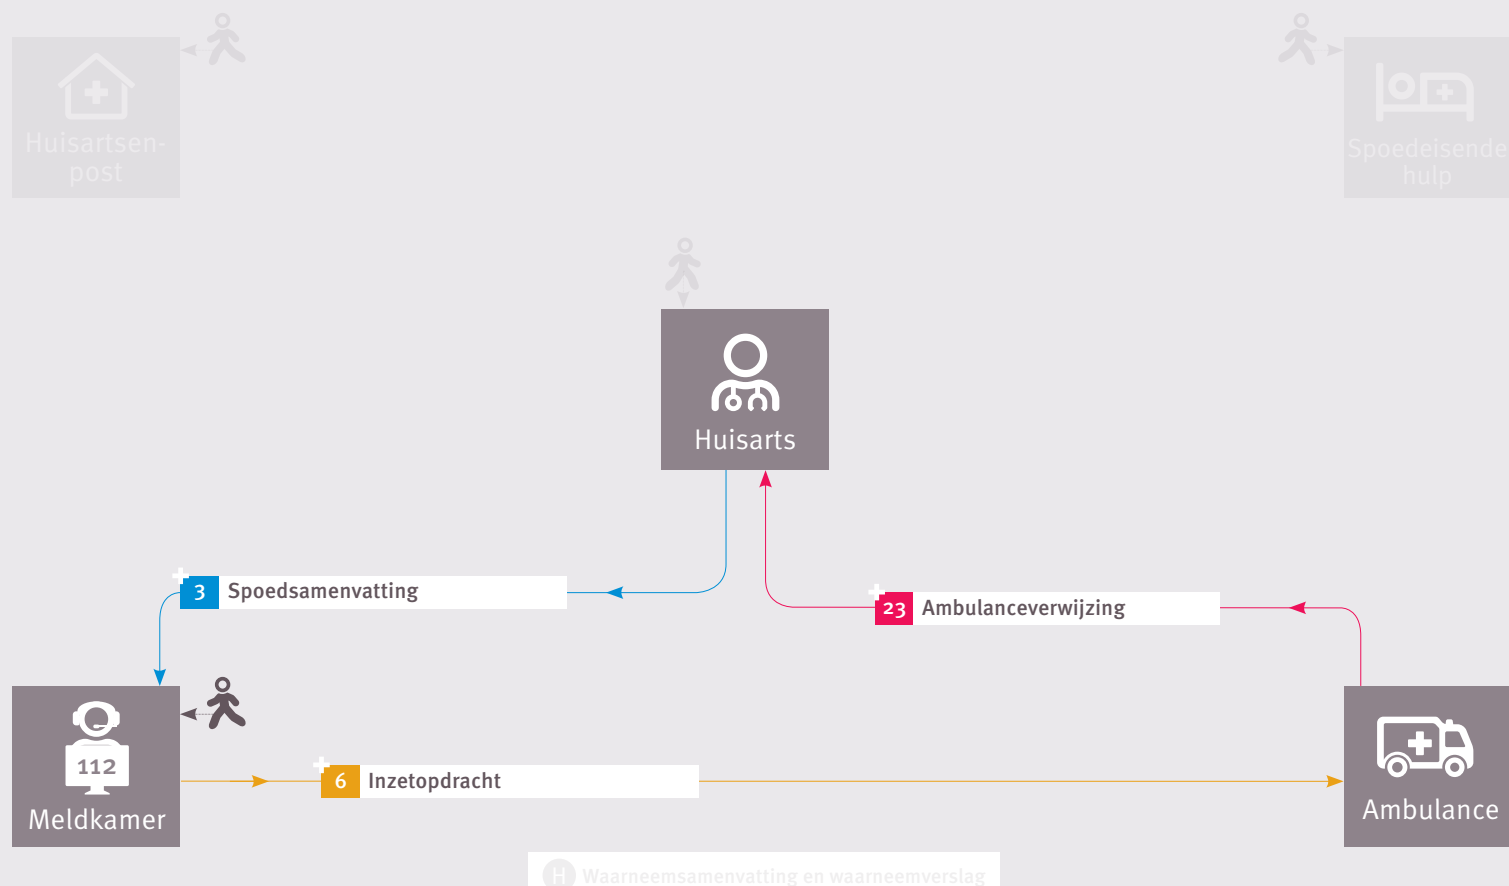 Huisartsen-
post
Spoedeisende
hulp
Huisarts
3 Spoedsamenvatting
23 Ambulanceverwijzing
112
Meldkamer
6 Inzetopdracht
Ambulance
H Waarneemsamenvatting en waarneemverslag